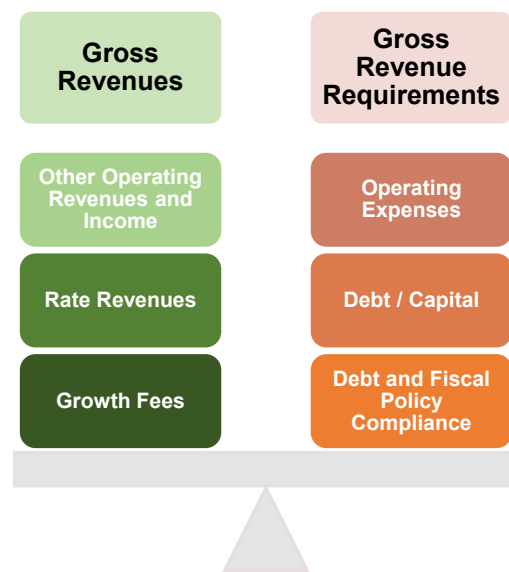 Gross
Revenues
Gross
Revenue
Requirements
Other Operating
Revenues and
Income
Operating
Expenses
Rate Revenues
Debt / Capital
Growth Fees
Debt and Fiscal
Policy
Compliance